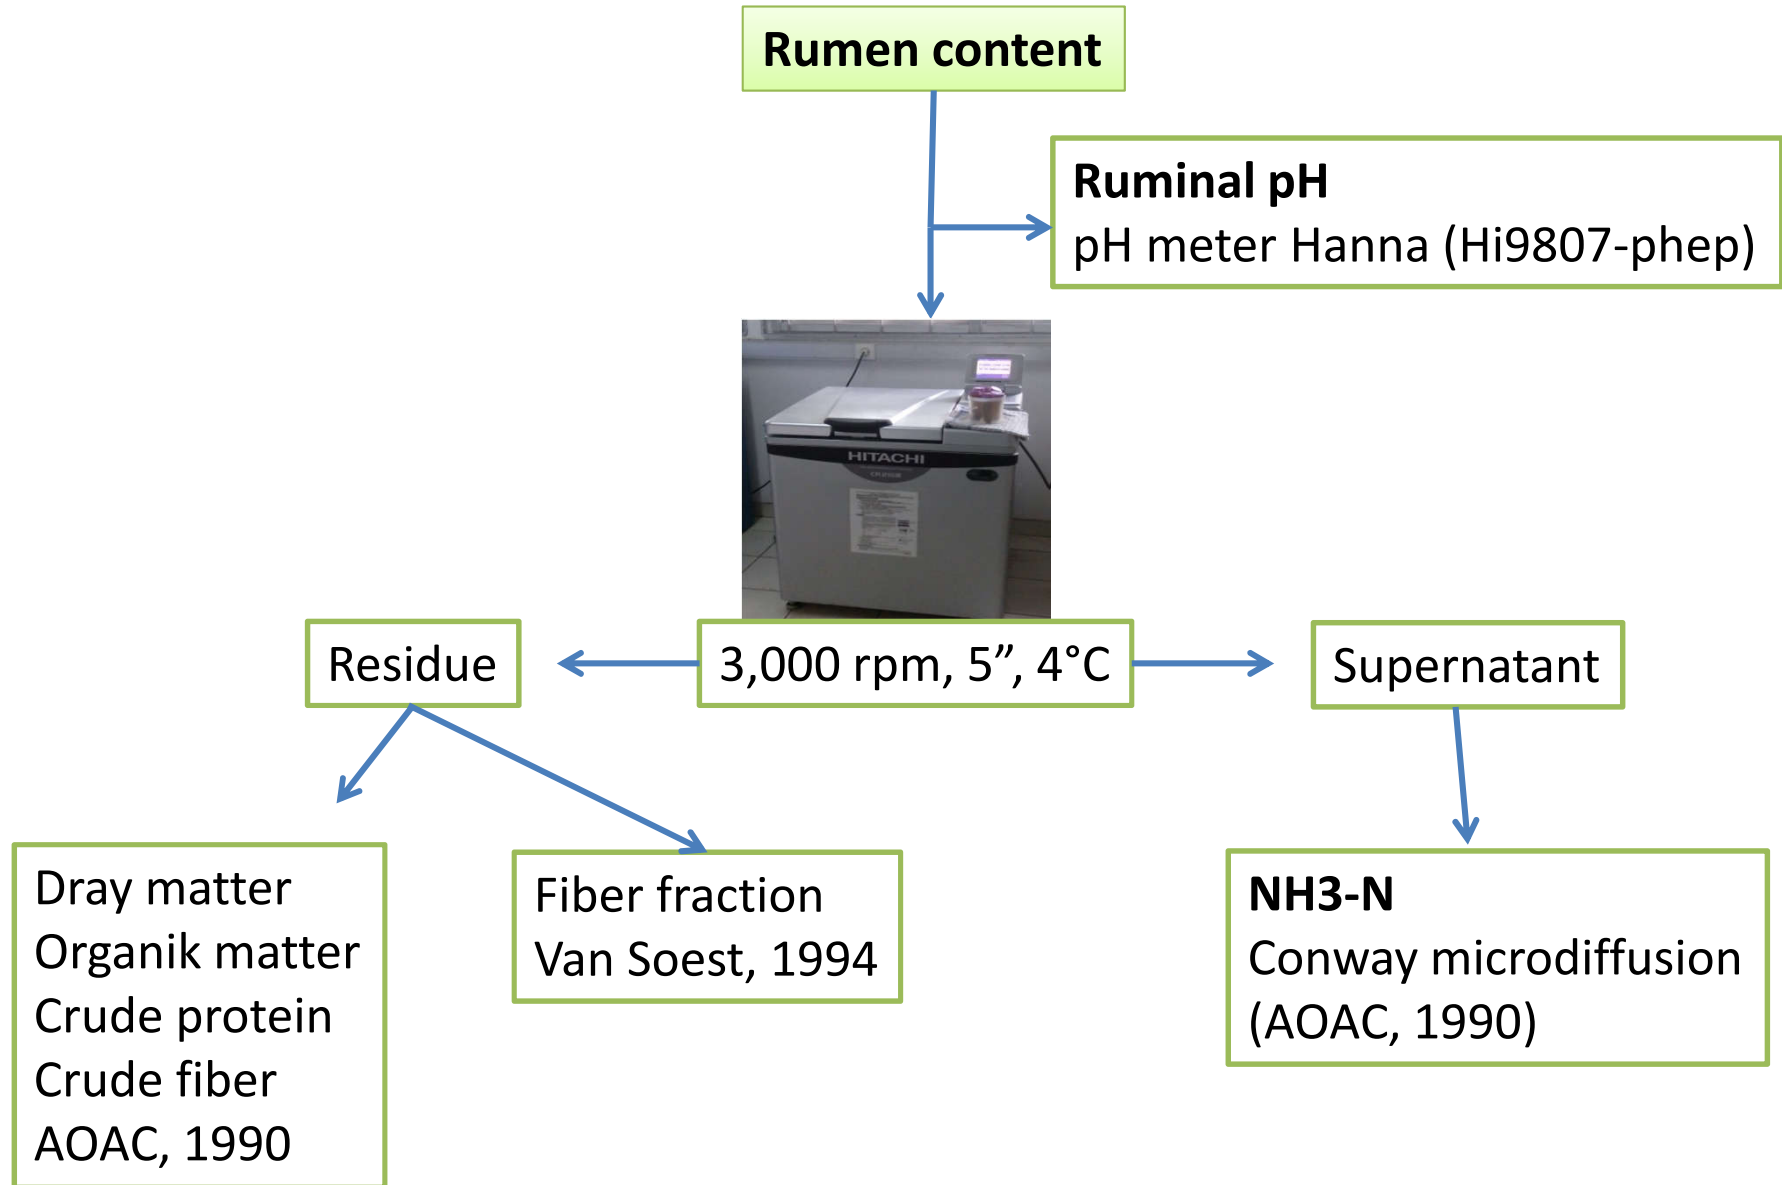 Rumen content
Ruminal pH
pH meter Hanna (Hi9807-phep)
HITACHI
3,000 rpm, 5”, 4°C
Residue
Supernatant
Dray matter
Organik matter
Crude protein
Crude fiber
AOAC, 1990
Fiber fraction
Van Soest, 1994
NH3-N
Conway microdiffusion
(AOAC, 1990)